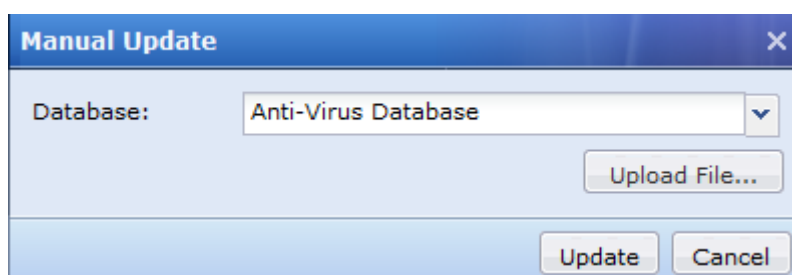 Manual Update
Database: Anti-Virus Database
Upload File...
Update Cancel